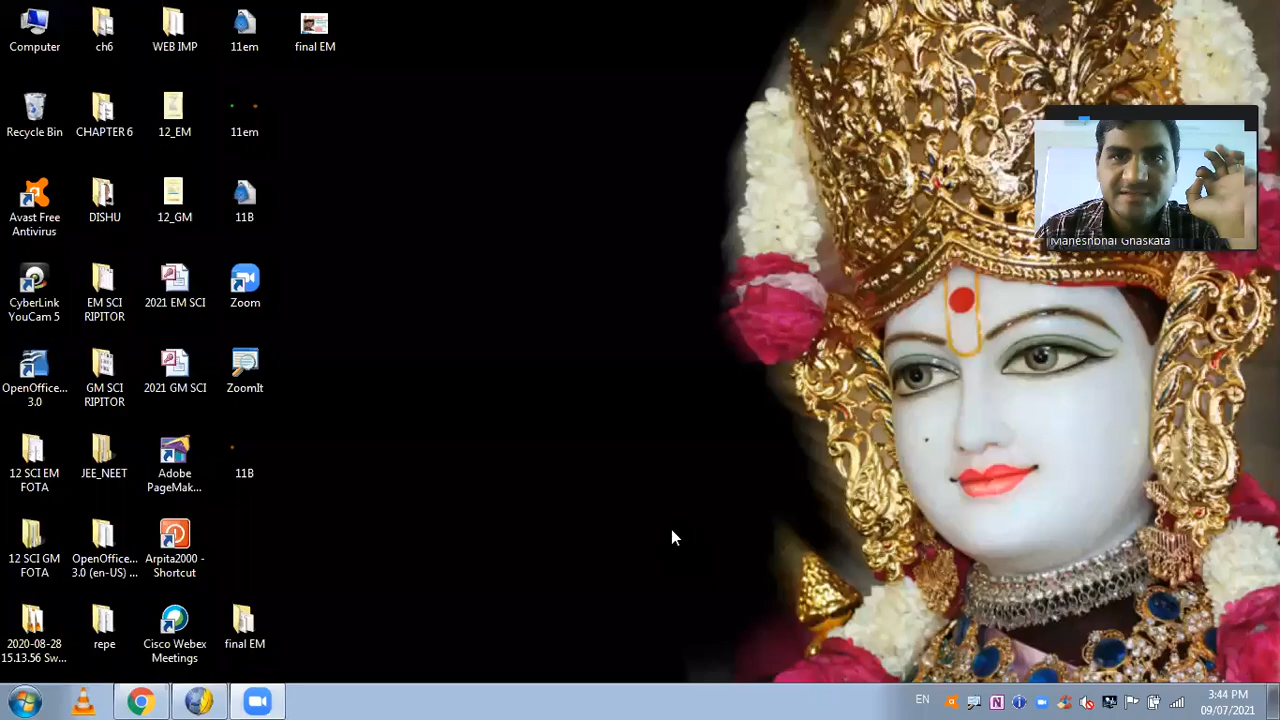 Computer
ch6
WEB IMP
11em
final EM
Recycle Bin
CHAPTER 6
12_EM
11em
Avast Free
Antivirus
DISHU
12_GM
11B
CyberLink
YouCam 5
EM SCI
RIPITOR
2021 EM SCI
Zoom
OpenOffice...
3.0
GM SCI
RIPITOR
2021 GM SCI
ZoomIt
12 SCI EM
FOTA
JEE_NEET
Adobe
PageMak...
11B
12 SCI GM
FOTA
OpenOffice...
3.0 (en-US) ...
Arpita2000 -
Shortcut
2020-08-28
15.13.56 Sw...
repe
Cisco Webex
Meetings
final EM
Maheshbhai Ghaskata
EN
3:44 PM
09/07/2021